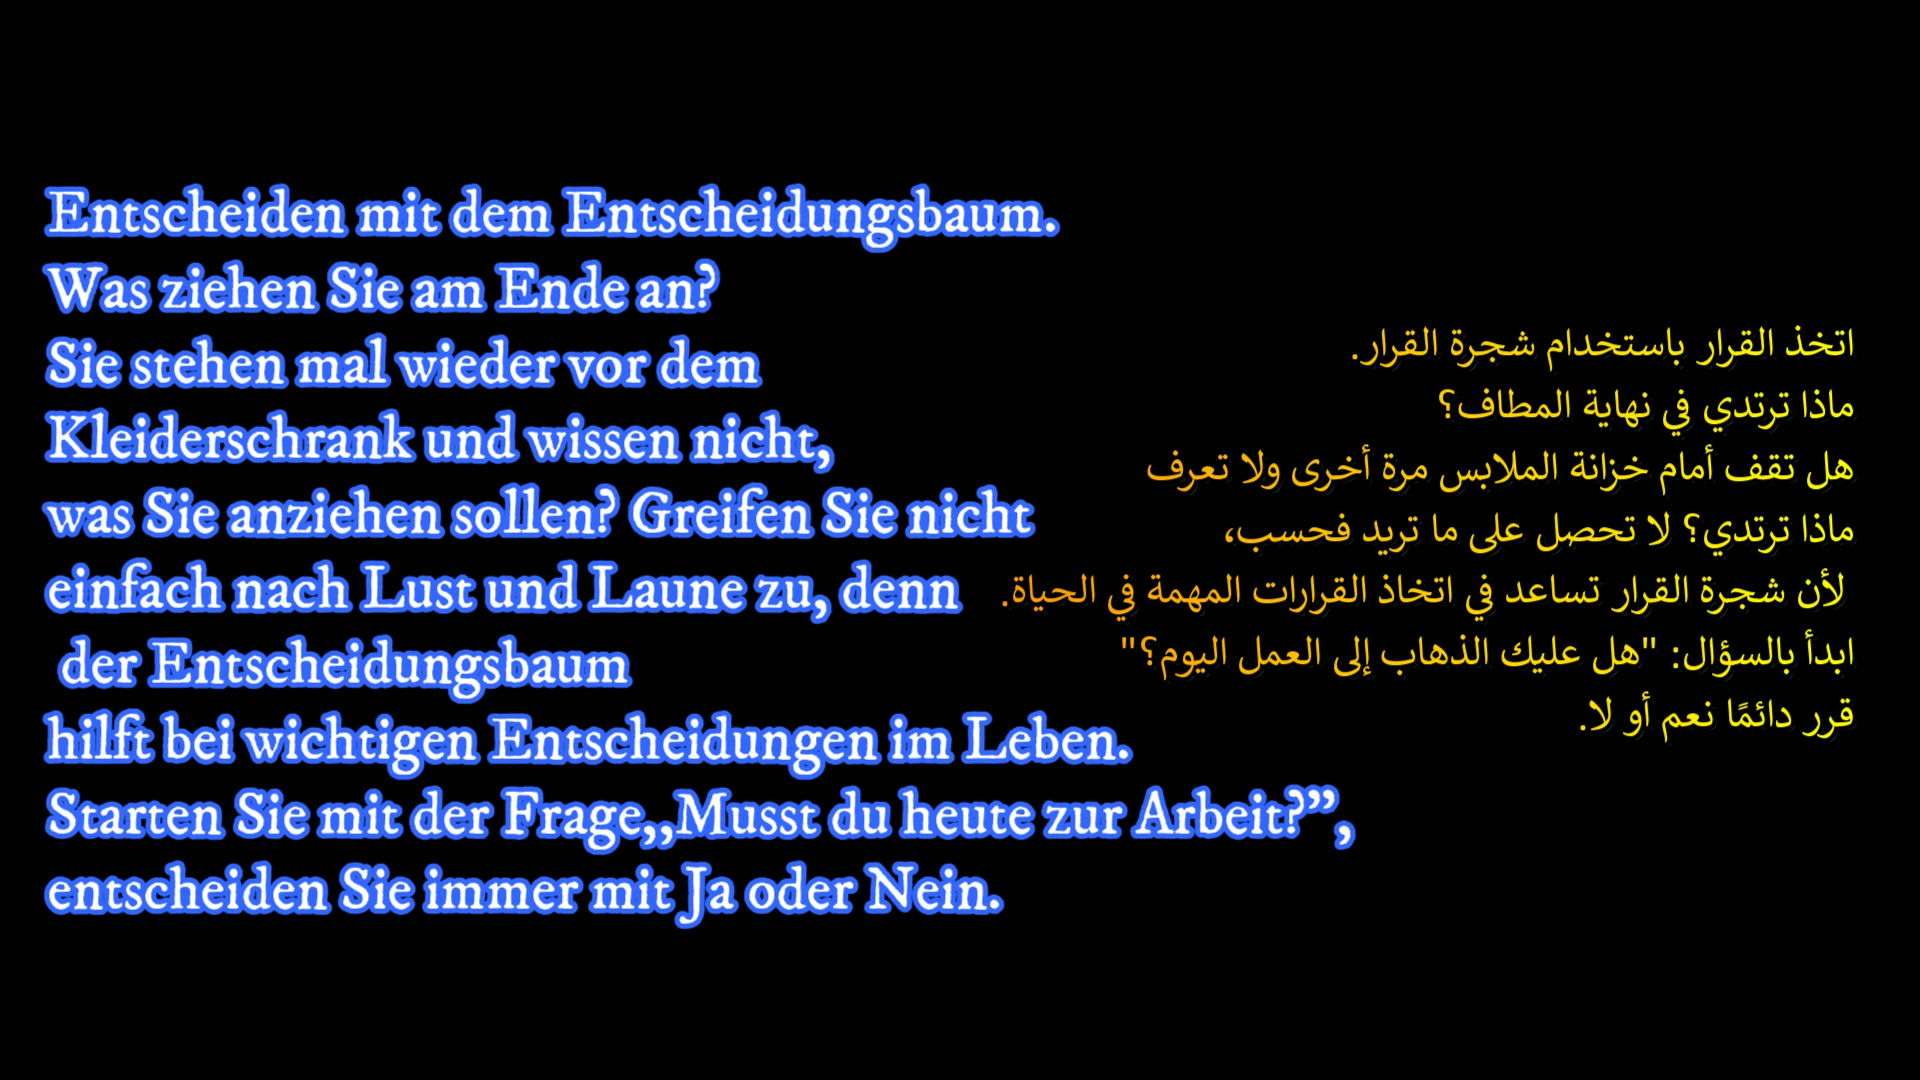 Entscheiden mit dem Entscheidungsbaum.
Was ziehen Sie am Ende an?
Sie stehen mal wieder vor dem
Kleiderschrank und wissen nicht,
was Sie anziehen sollen? Greifen Sie nicht
einfach nach Lust und Laune zu, denn
der Entscheidungsbaum
hilft bei wichtigen Entscheidungen im Leben.
Starten Sie mit der Frage,,Musst du heute zur Arbeit?”,
entscheiden Sie immer mit Ja oder Nein.
اتخذ القرار باستخدام شجرة القرار.
ماذا ترتدي في نهاية المطاف؟
هل تقف أمام خزانة الملابس مرة أخرى ولا تعرف
ماذا ترتدي؟ لا تحصل على ما تريد فحسب،
لأن شجرة القرار تساعد في اتخاذ القرارات المهمة في الحياة.
ابدأ بالسؤال: "هل عليك الذهاب إلى العمل اليوم؟"
قرر دائمًا نعم أو لا.